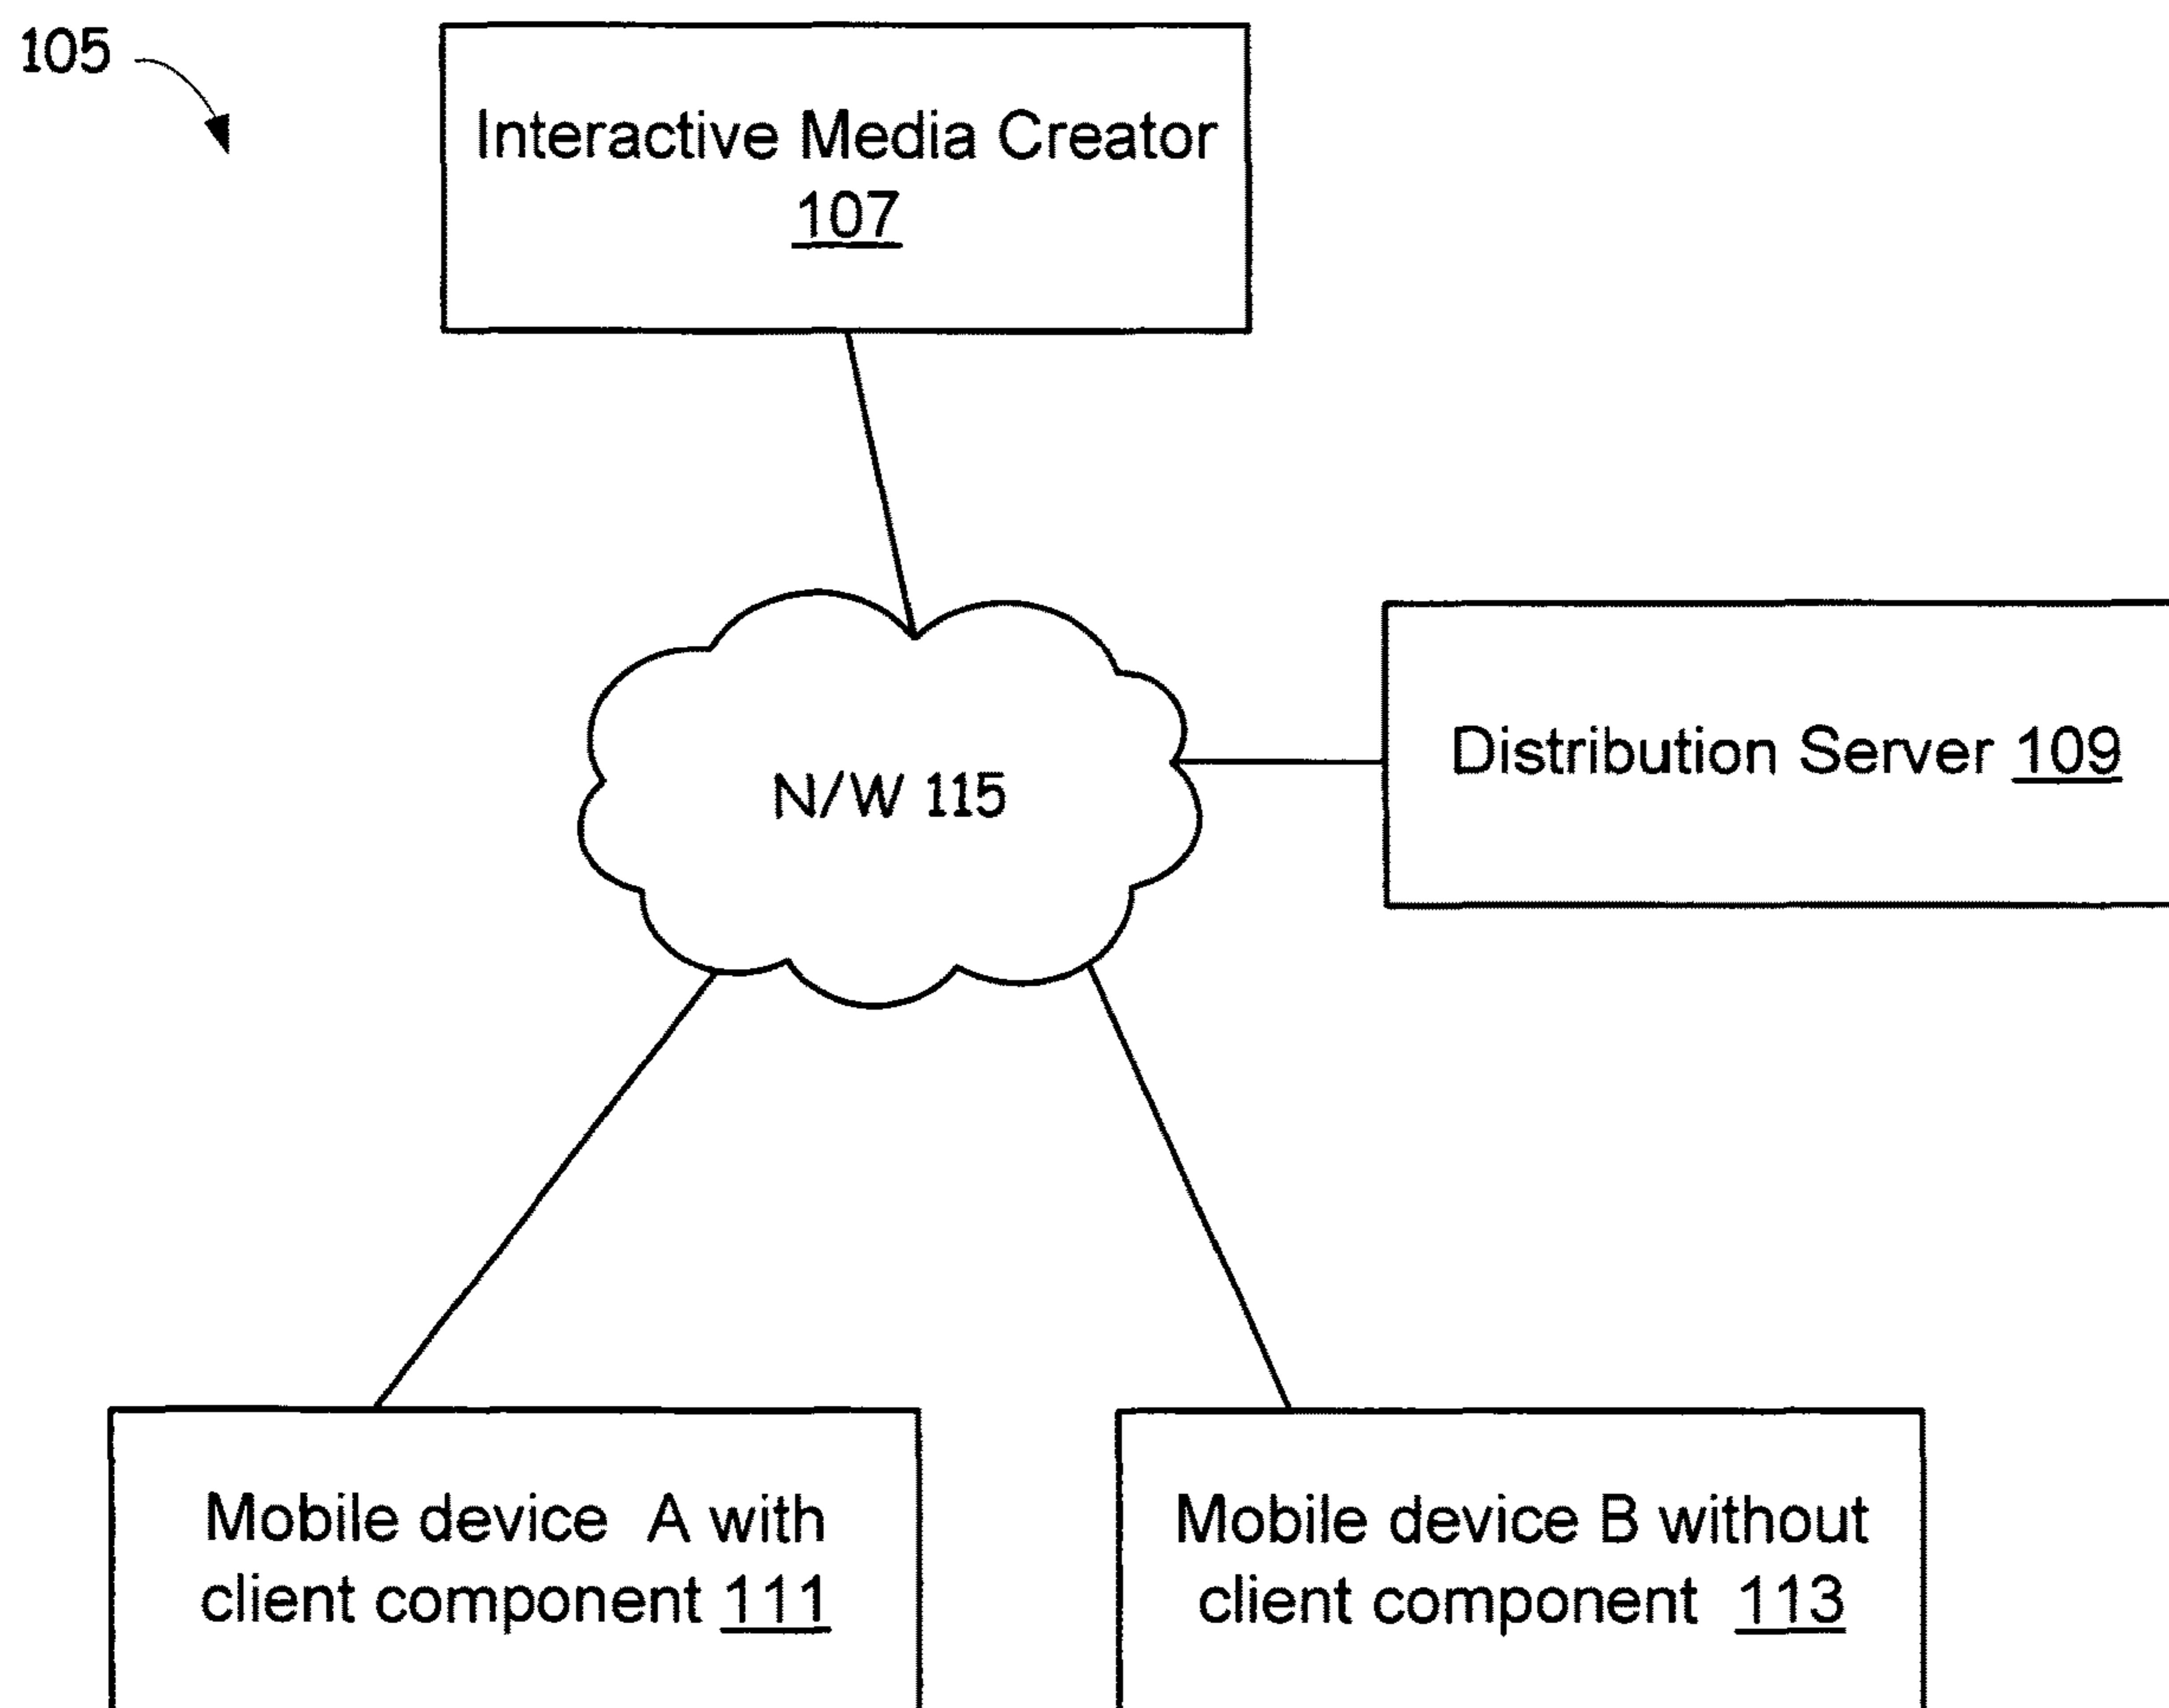 105
Interactive Media Creator
107
N/W 115
Distribution Server 109
Mobile device A with
client component 111
Mobile device B without
client component 113